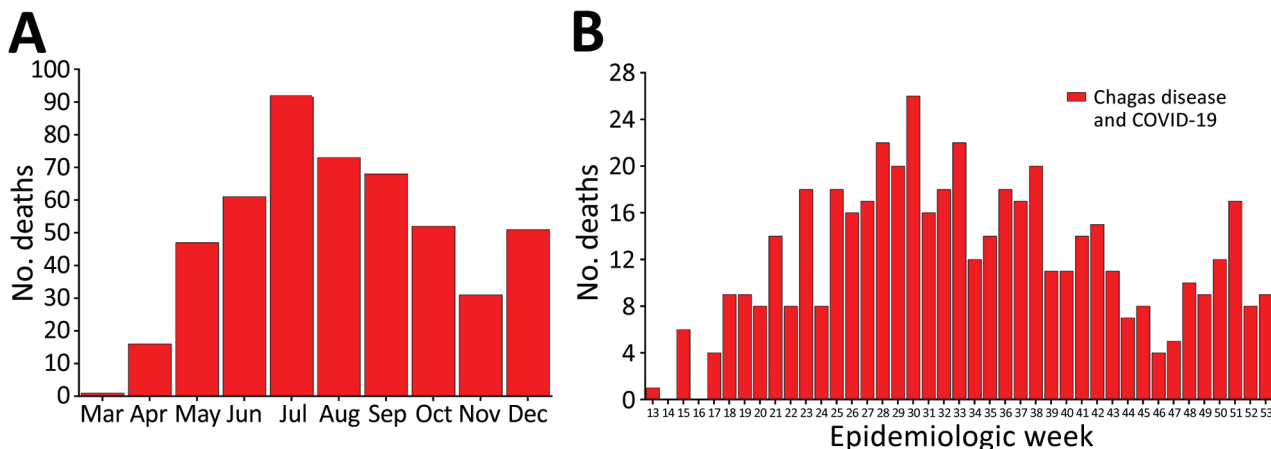 A
100
90
80
70
60
50
40
30
20
10
0
No. deaths
Mar Apr May Jun Jul Aug Sep Oct Nov Dec
B
28
24
20
16
12
8
4
0
No. deaths
Chagas disease
and COVID-19
13 14 15 16 17 18 19 20 21 22 23 24 25 26 27 28 29 30 31 32 33 34 35 36 37 38 39 40 41 42 43 44 45 46 47 48 49 50 51 52 53
Epidemiologic week